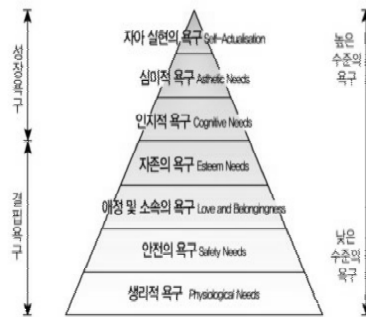 자아 실현의 욕구 Self-Actualisation
심미적 욕구 Asthetic Needs
인지적 욕구 Cognitive Needs
자존의 욕구 Esteem Needs
애정 및 소속의 욕구 Love and Belongingness
안전의 욕구 Safety Needs
생리적 욕구 Physiological Needs
성장욕구
결핍욕구
높은
수준의
욕구
낮은
수준의
욕구